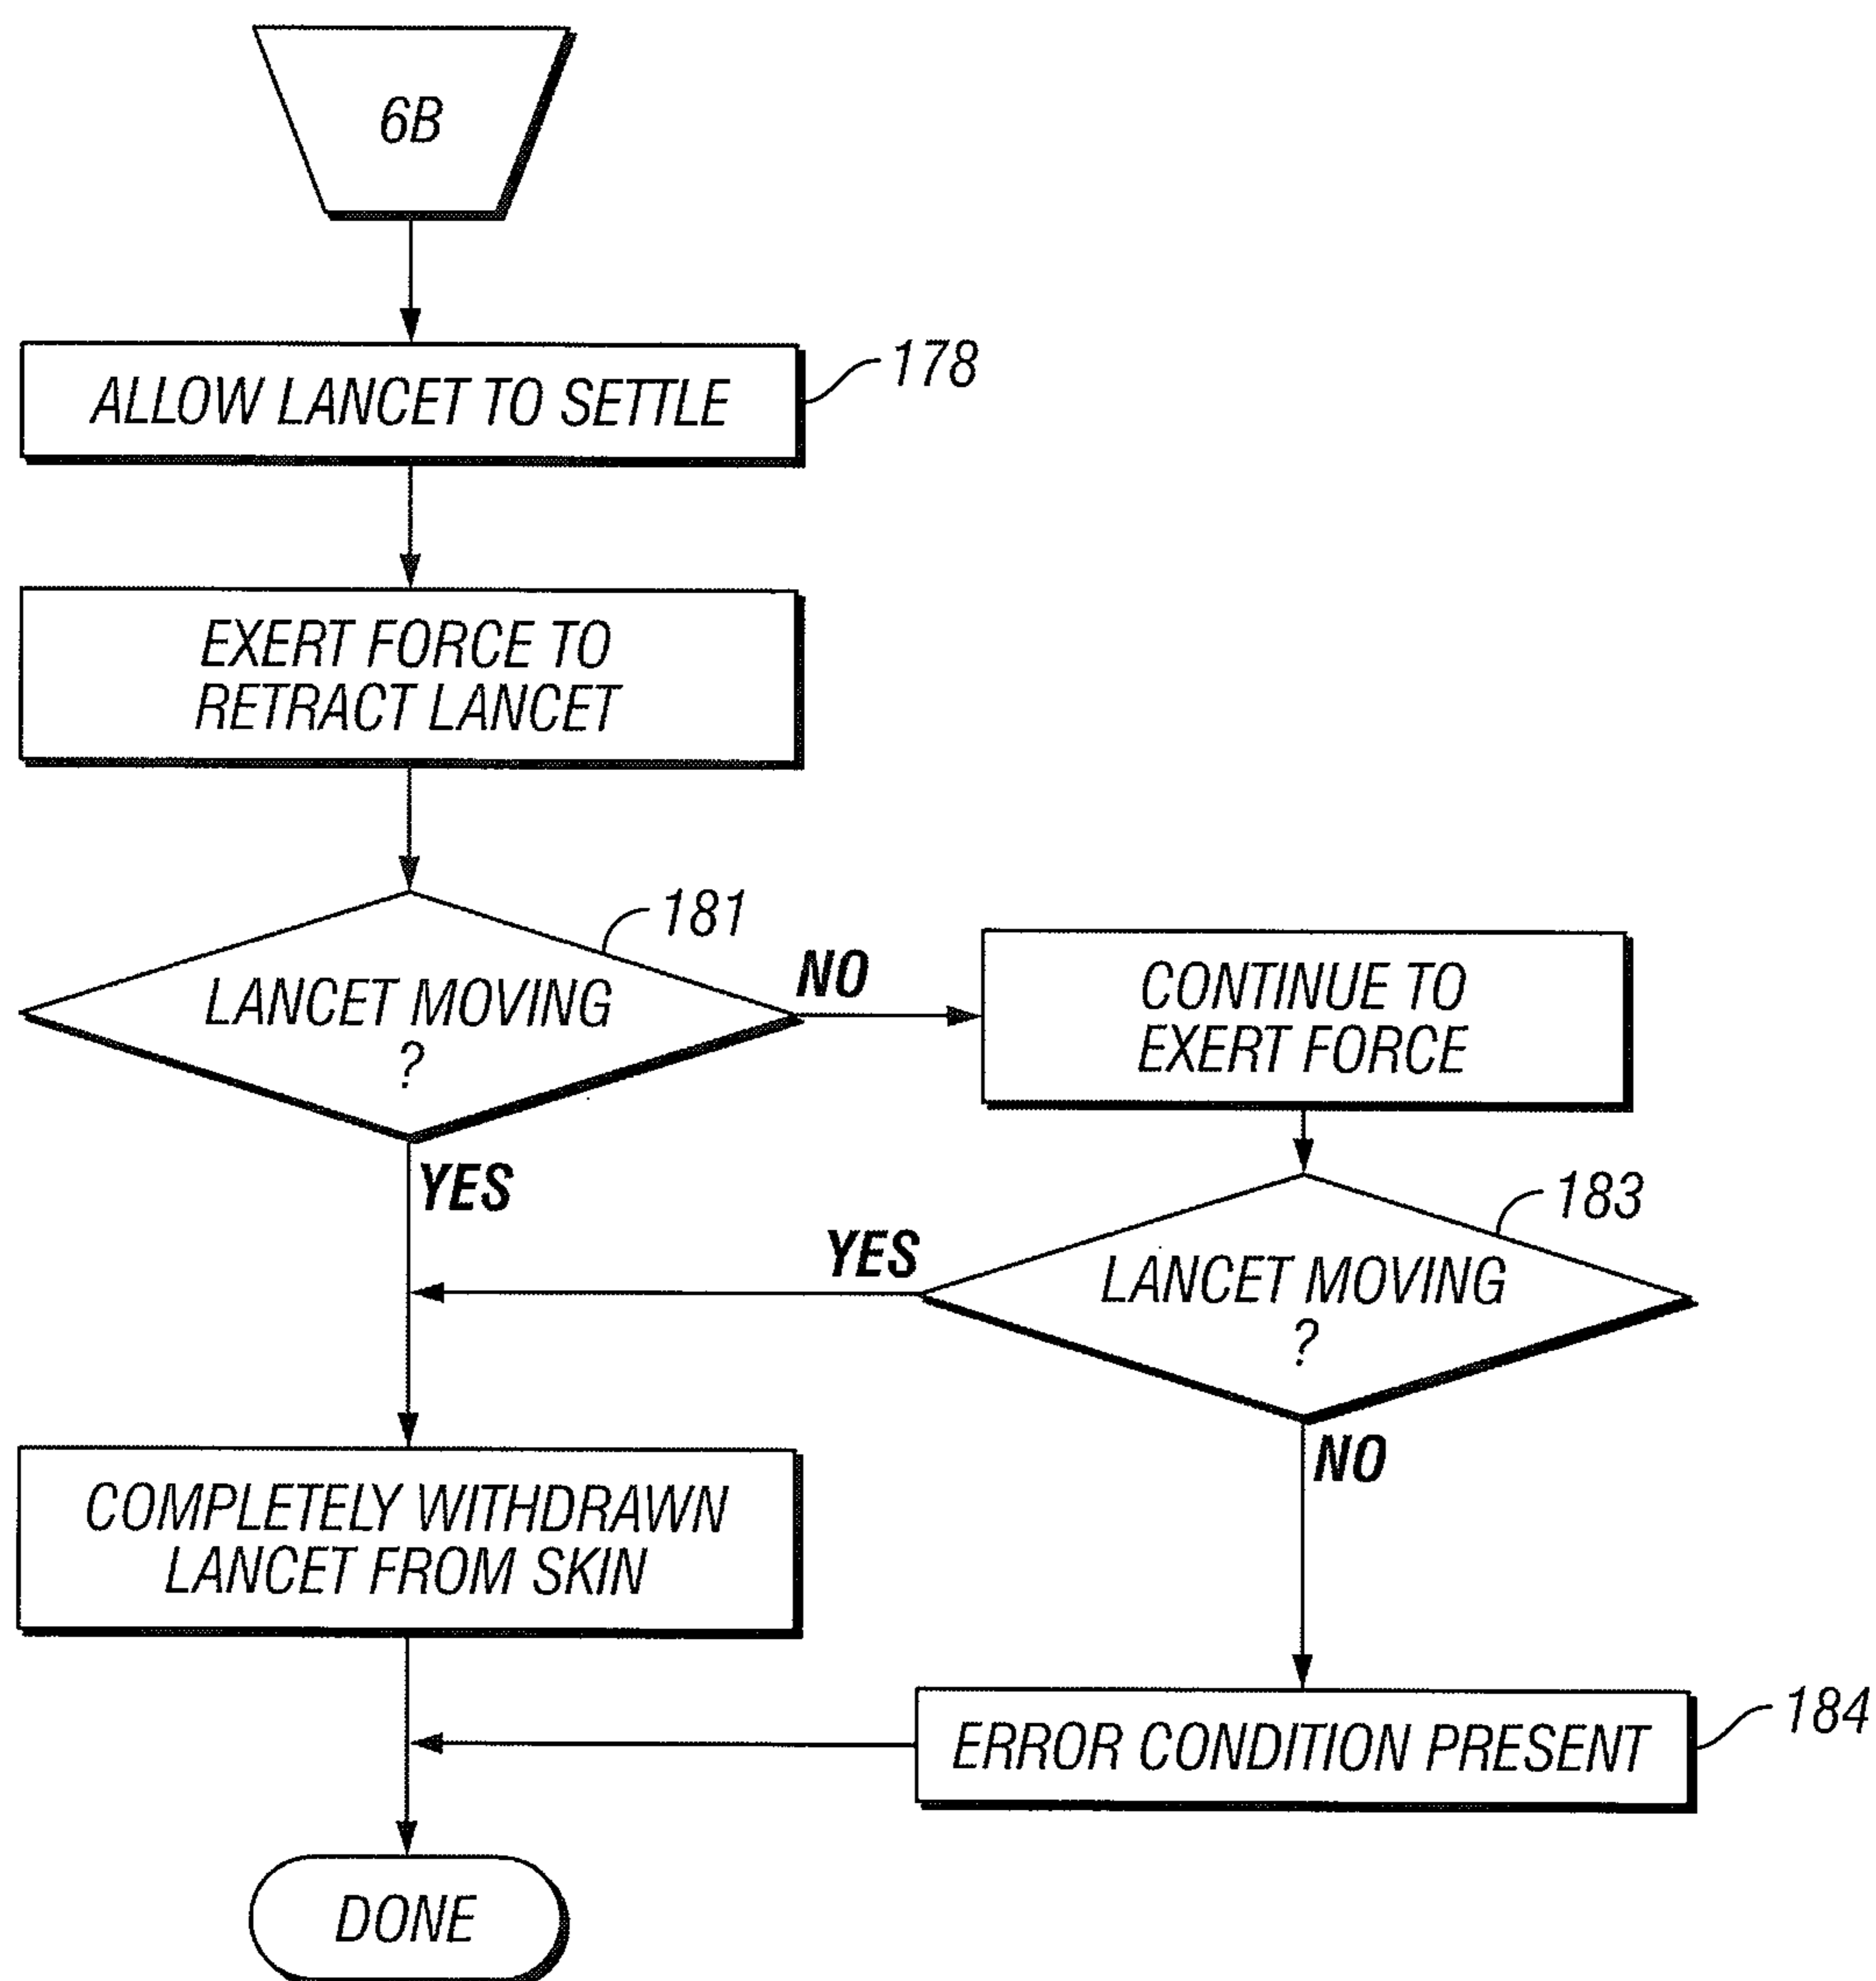 6B
ALLOW LANCET TO SETTLE
178
EXERT FORCE TO
RETRACT LANCET
181
LANCET MOVING
?
NO
CONTINUE TO
EXERT FORCE
YES
183
LANCET MOVING
?
YES
NO
COMPLETELY WITHDRAWN
LANCET FROM SKIN
184
ERROR CONDITION PRESENT
DONE